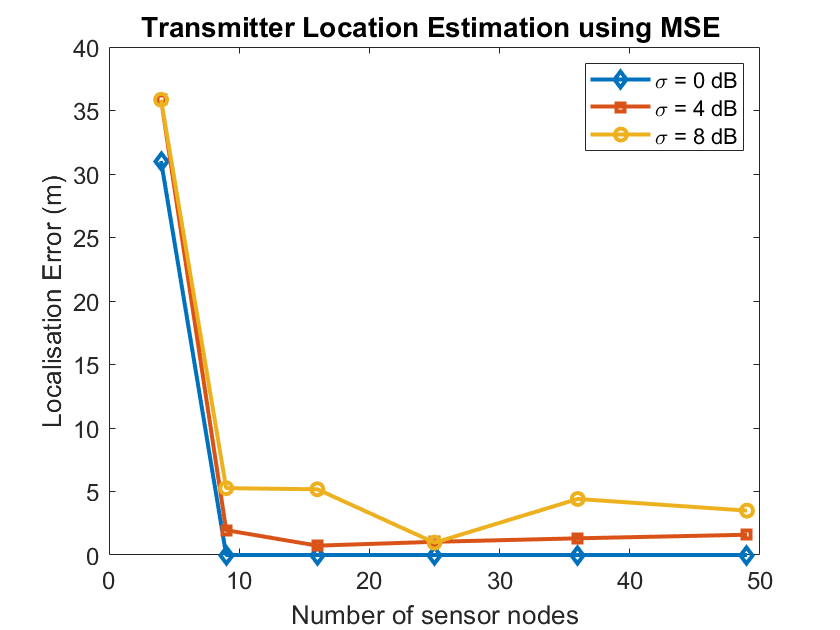 Transmitter Location Estimation using MSE
40
35
30
25
20
15
10
5
0
Localisation Error (m)
σ = 0 dB
σ = 4 dB
σ = 8 dB
0 10 20 30 40 50
Number of sensor nodes